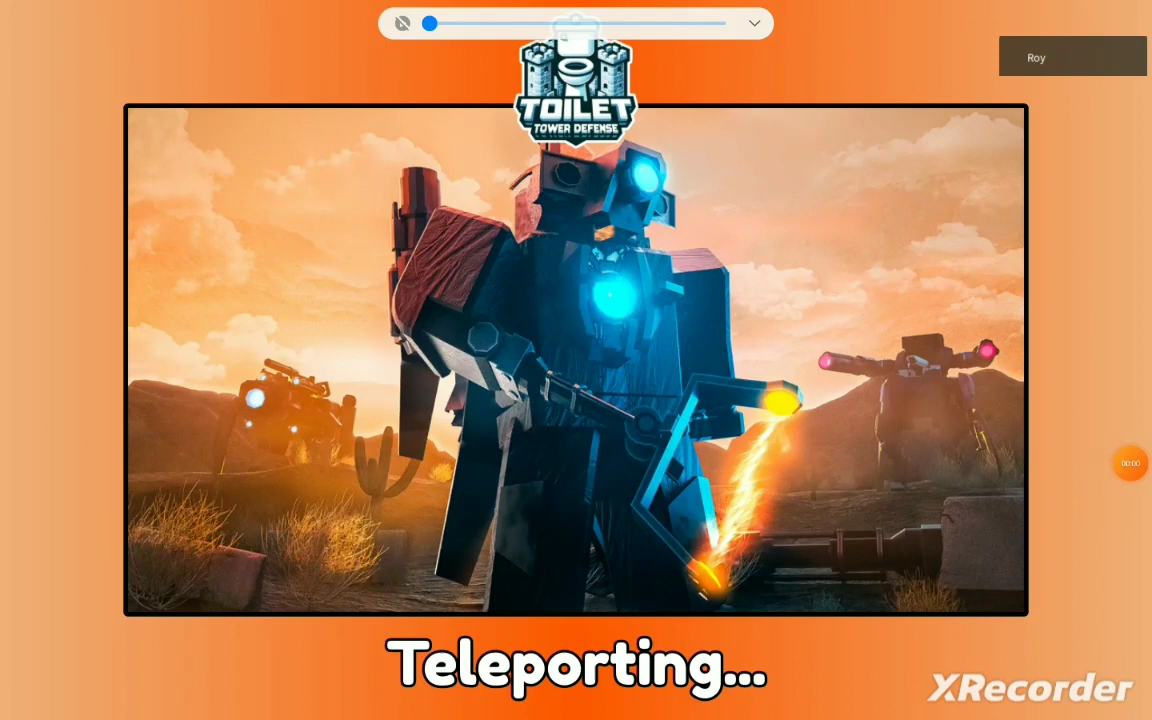 Roy
TOILET
TOWER DEFENSE
00:00
Teleporting...
XRecorder